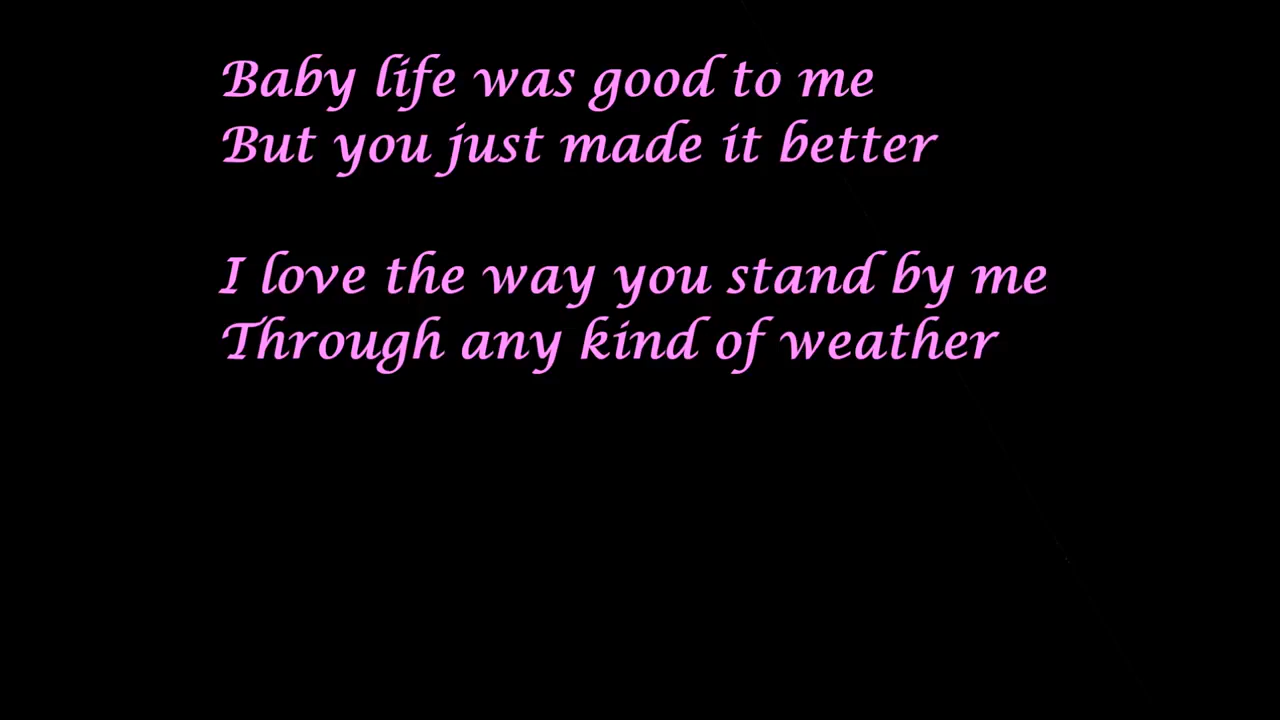 Baby life was good to me
But you just made it better
I love the way you stand by me
Through any kind of weather